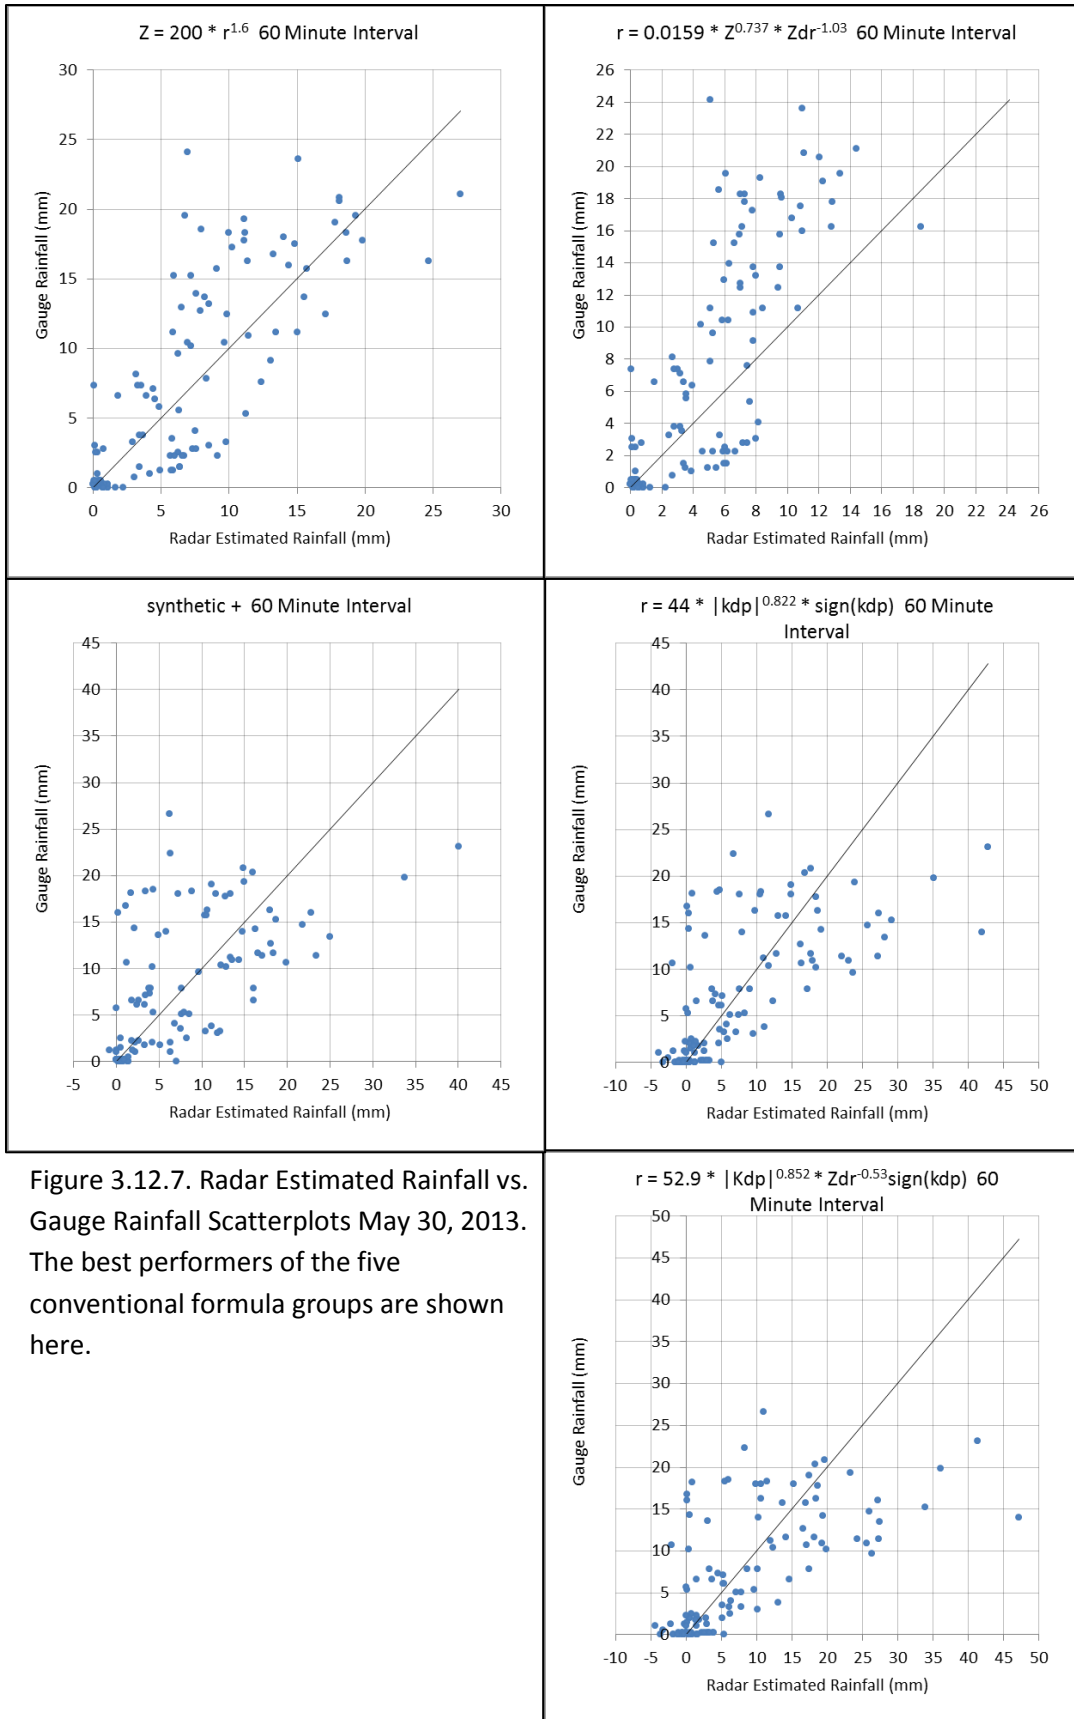 Z = 200 * r^1.6 60 Minute Interval
30
25
20
15
10
5
0
Gauge Rainfall (mm)
0 5 10 15 20 25 30
Radar Estimated Rainfall (mm)
r = 0.0159 * Z^0.737 * Zdr^-1.03 60 Minute Interval
26
24
22
20
18
16
14
12
10
8
6
4
2
0
Gauge Rainfall (mm)
0 2 4 6 8 10 12 14 16 18 20 22 24 26
Radar Estimated Rainfall (mm)
synthetic + 60 Minute Interval
45
40
35
30
25
20
15
10
5
0
Gauge Rainfall (mm)
-5 0 5 10 15 20 25 30 35 40 45
Radar Estimated Rainfall (mm)
r = 44 * |kdp|^0.822 * sign(kdp) 60 Minute
Interval
45
40
35
30
25
20
15
10
5
0
Gauge Rainfall (mm)
-10 -5 0 5 10 15 20 25 30 35 40 45 50
Radar Estimated Rainfall (mm)
Figure 3.12.7. Radar Estimated Rainfall vs.
Gauge Rainfall Scatterplots May 30, 2013.
The best performers of the five
conventional formula groups are shown
here.
r = 52.9 * |Kdp|^0.852 * Zdr^-0.53sign(kdp) 60
Minute Interval
50
45
40
35
30
25
20
15
10
5
0
Gauge Rainfall (mm)
-10 -5 0 5 10 15 20 25 30 35 40 45 50
Radar Estimated Rainfall (mm)